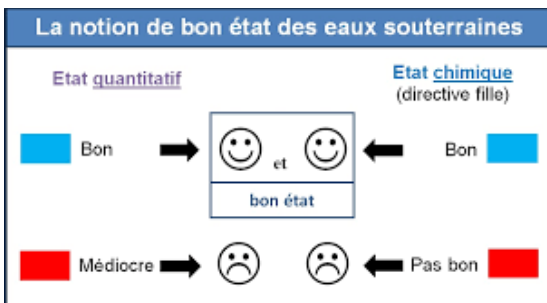 La notion de bon état des eaux souterraines
Etat quantitatif
Etat chimique
(directive fille)
Bon
et
Bon
bon état
Médiocre
Pas bon